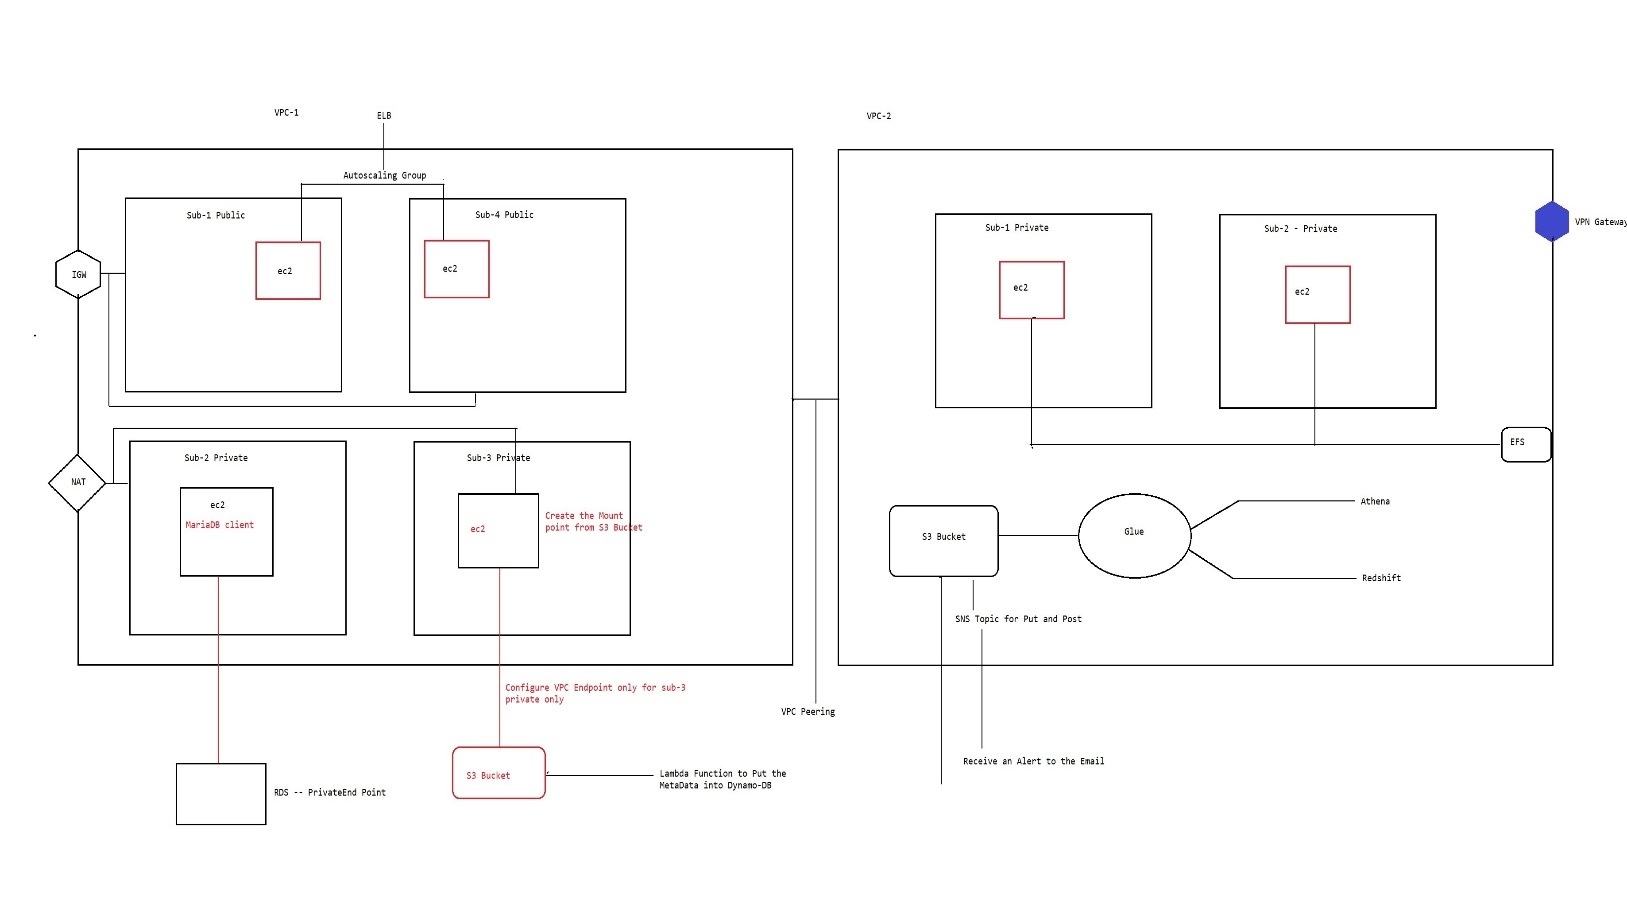 VPC-1
ELB
VPC-2
Autoscaling Group
Sub-1 Public
Sub-4 Public
Sub-1 Private
Sub-2 - Private
VPN Gateway
ec2
ec2
ec2
ec2
IGW
EFS
Sub-2 Private
Sub-3 Private
NAT
ec2
MariaDB client
ec2
Create the Mount
point from S3 Bucket
S3 Bucket
Glue
Athena
Redshift
SNS Topic for Put and Post
Configure VPC Endpoint only for sub-3
private only
VPC Peering
Receive an Alert to the Email
S3 Bucket
Lambda Function to Put the
MetaData into Dynamo-DB
RDS -- PrivateEnd Point